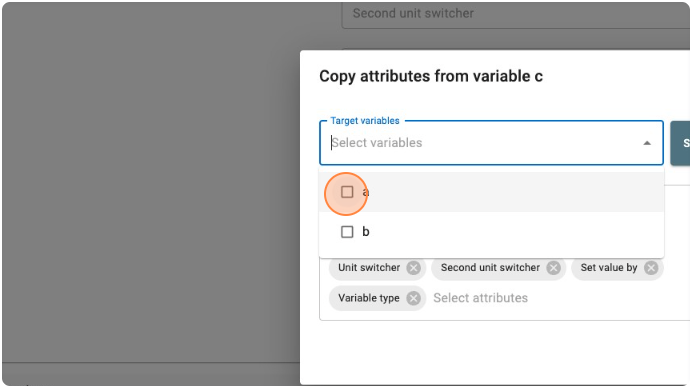 Second unit switcher
Copy attributes from variable c
Target variables
Select variables
S
a
b
Unit switcher Second unit switcher Set value by
Variable type Select attributes